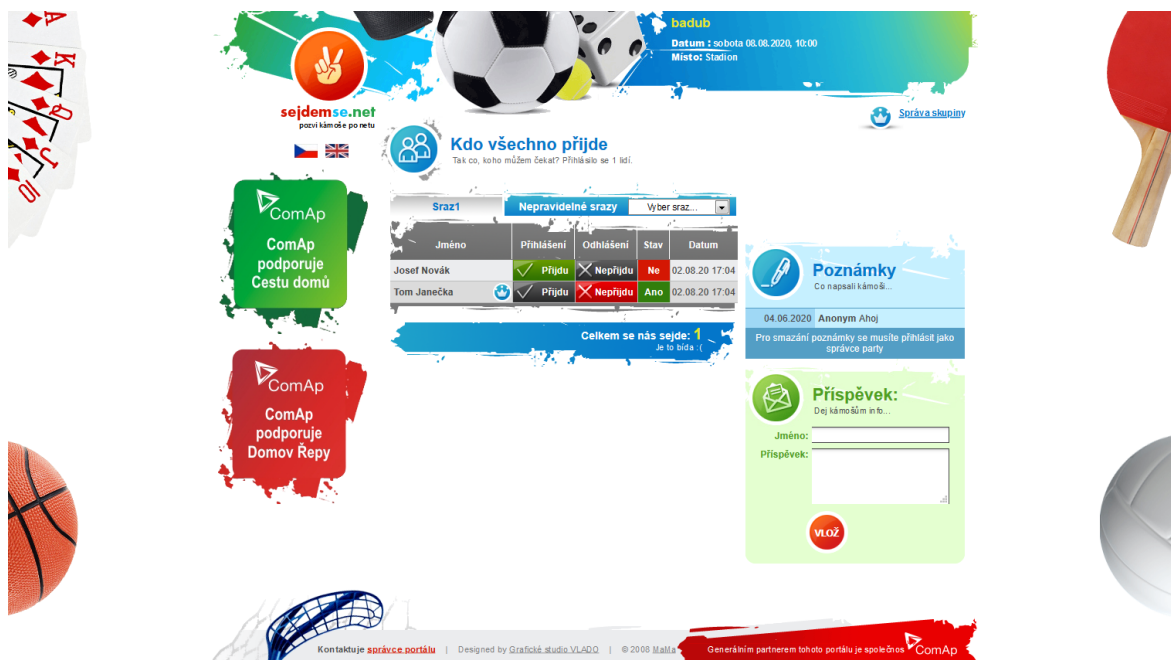 badub
Datum : sobota 08.08.2020, 10:00
Místo: Stadion
sejdemse.net
pozvi kámoše po netu
Správa skupiny
Kdo všechno přijde
Tak co, koho můžem čekat? Přihlásilo se 1 lidí.
ComAp
ComAp
podporuje
Cestu domů
Sraz1 Nepravidelné srazy Vyber sraz...
Jméno Přihlášení Odhlášení Stav Datum
Josef Novák Přijdu Nepřijdu Ne 02.08.20 17:04
Tom Janečka Přijdu Nepřijdu Ano 02.08.20 17:04
Celkem se nás sejde: 1
Je to bída :(
Poznámky
Co napsali kámoši...
04.06.2020 Anonym Ahoj
Pro smazání poznámky se musíte přihlásit jako
správce party
ComAp
ComAp
podporuje
Domov Řepy
Příspěvek:
Dej kámošům info...
Jméno:
Příspěvek:
VLOŽ
Kontaktuje správce portálu | Designed by Grafické studio VLADO | © 2008 MaMa
Generálním partnerem tohoto portálu je společnos ComAp
A
K
Q
J
10